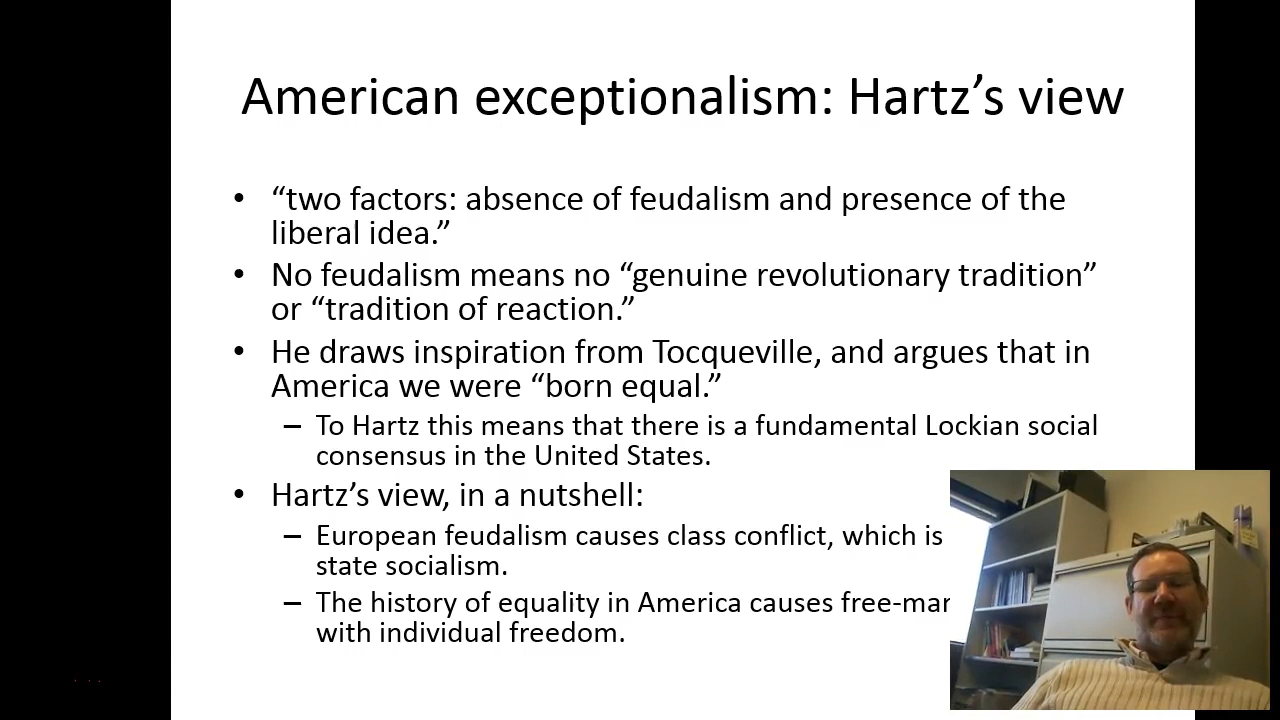 American exceptionalism: Hartz’s view
• “two factors: absence of feudalism and presence of the
liberal idea.”
• No feudalism means no “genuine revolutionary tradition”
or “tradition of reaction.”
• He draws inspiration from Tocqueville, and argues that in
America we were “born equal.”
– To Hartz this means that there is a fundamental Lockian social
consensus in the United States.
• Hartz’s view, in a nutshell:
– European feudalism causes class conflict, which is
state socialism.
– The history of equality in America causes
with individual freedom.